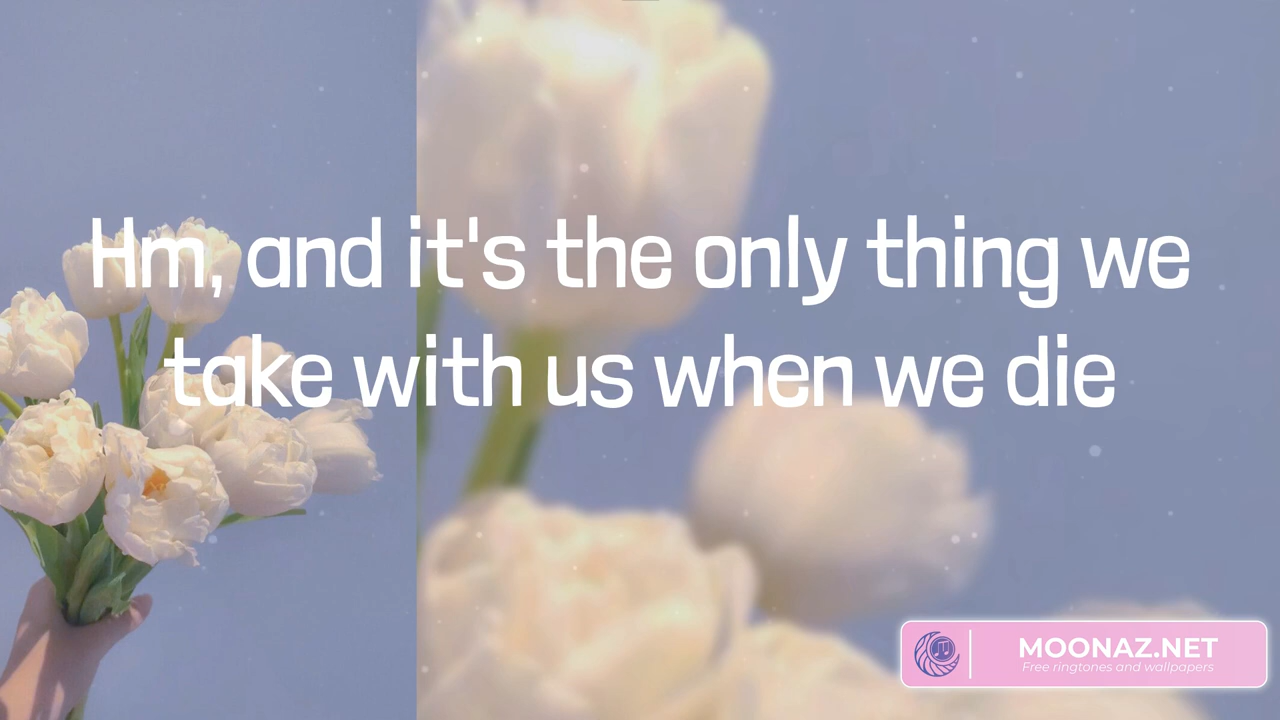 Hm, and it's the only thing we
take with us when we die
MOONAZ.NET
Free ringtones and wallpapers